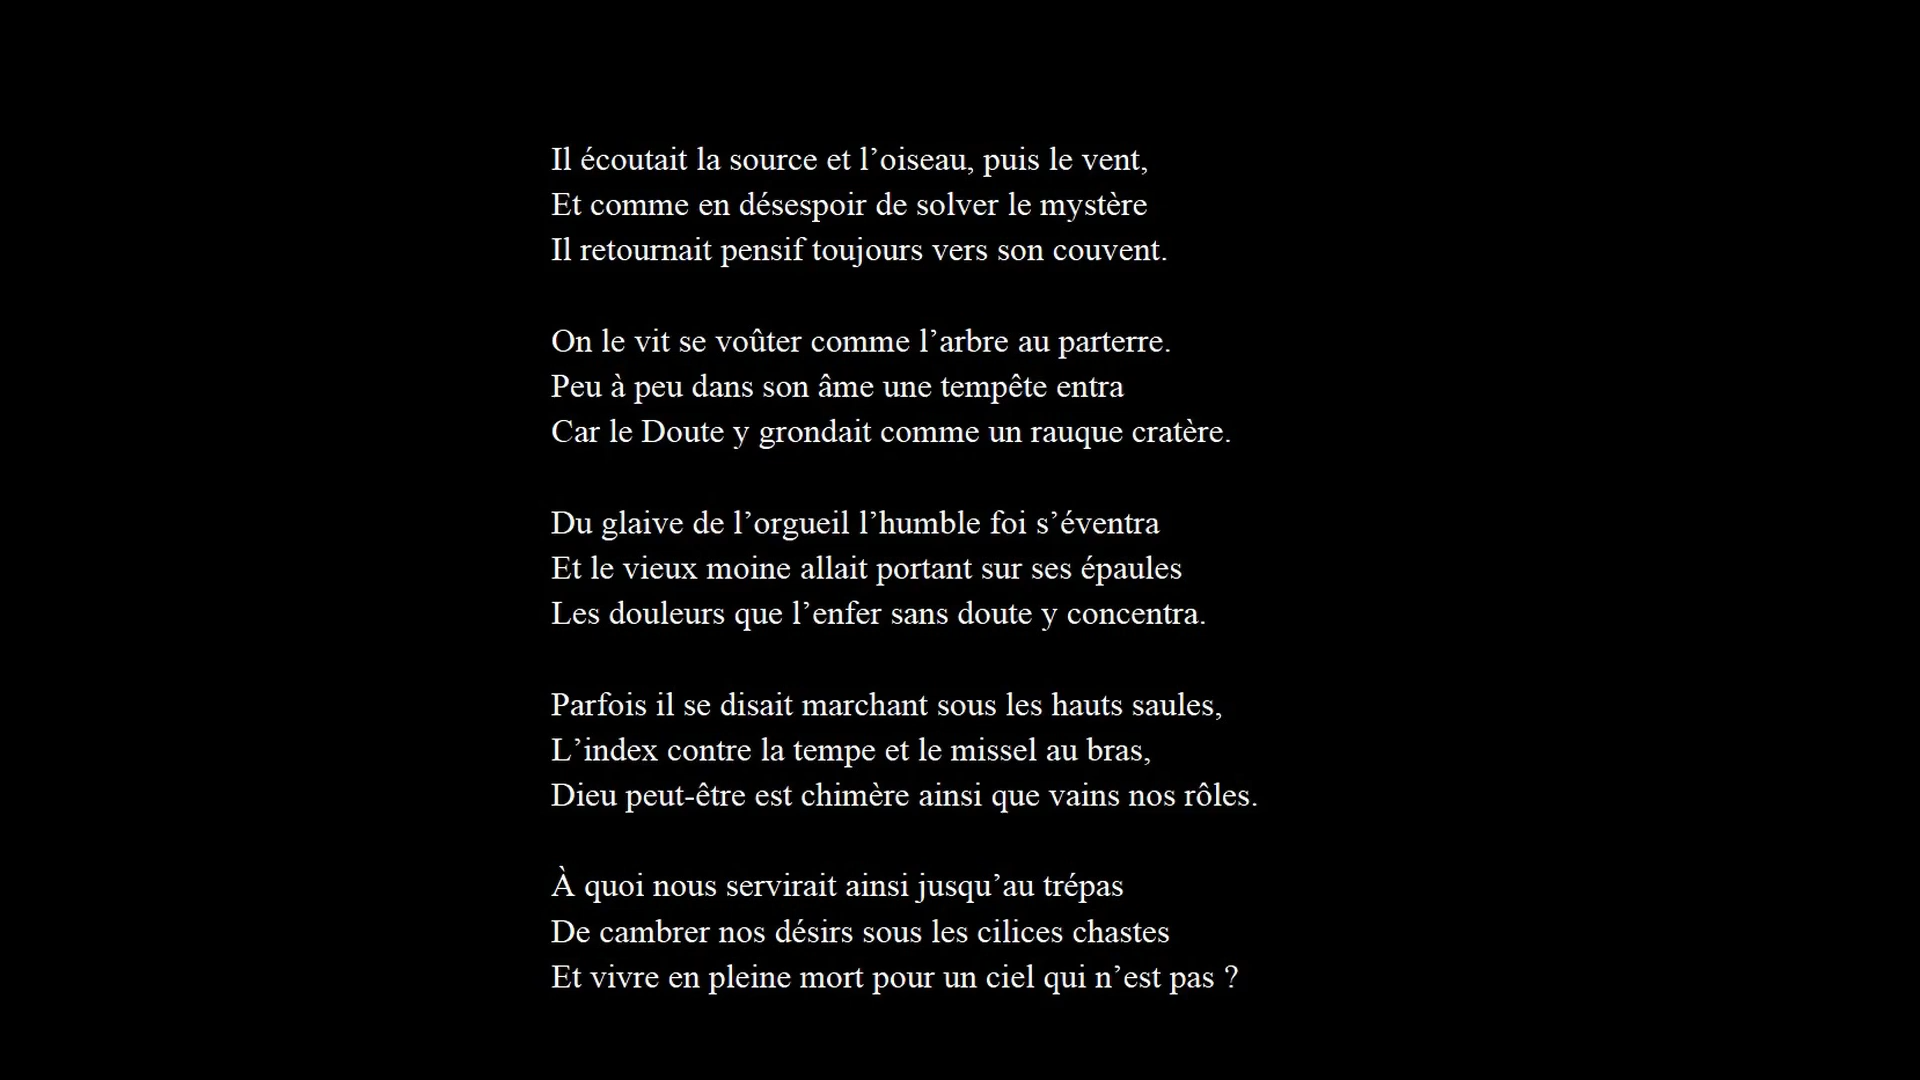 Il écoutait la source et l’oiseau, puis le vent,
Et comme en désespoir de solver le mystère
Il retournait pensif toujours vers son couvent.
On le vit se voûter comme l’arbre au parterre.
Peu à peu dans son âme une tempête entra
Car le Doute y grondait comme un rauque cratère.
Du glaive de l’orgueil l’humble foi s’éventra
Et le vieux moine allait portant sur ses épaules
Les douleurs que l’enfer sans doute y concentra.
Parfois il se disait marchant sous les hauts saules,
L’index contre la tempe et le missel au bras,
Dieu peut-être est chimère ainsi que vains nos rôles.
À quoi nous servirait ainsi jusqu’au trépas
De cambrer nos désirs sous les cilices chastes
Et vivre en pleine mort pour un ciel qui n’est pas ?